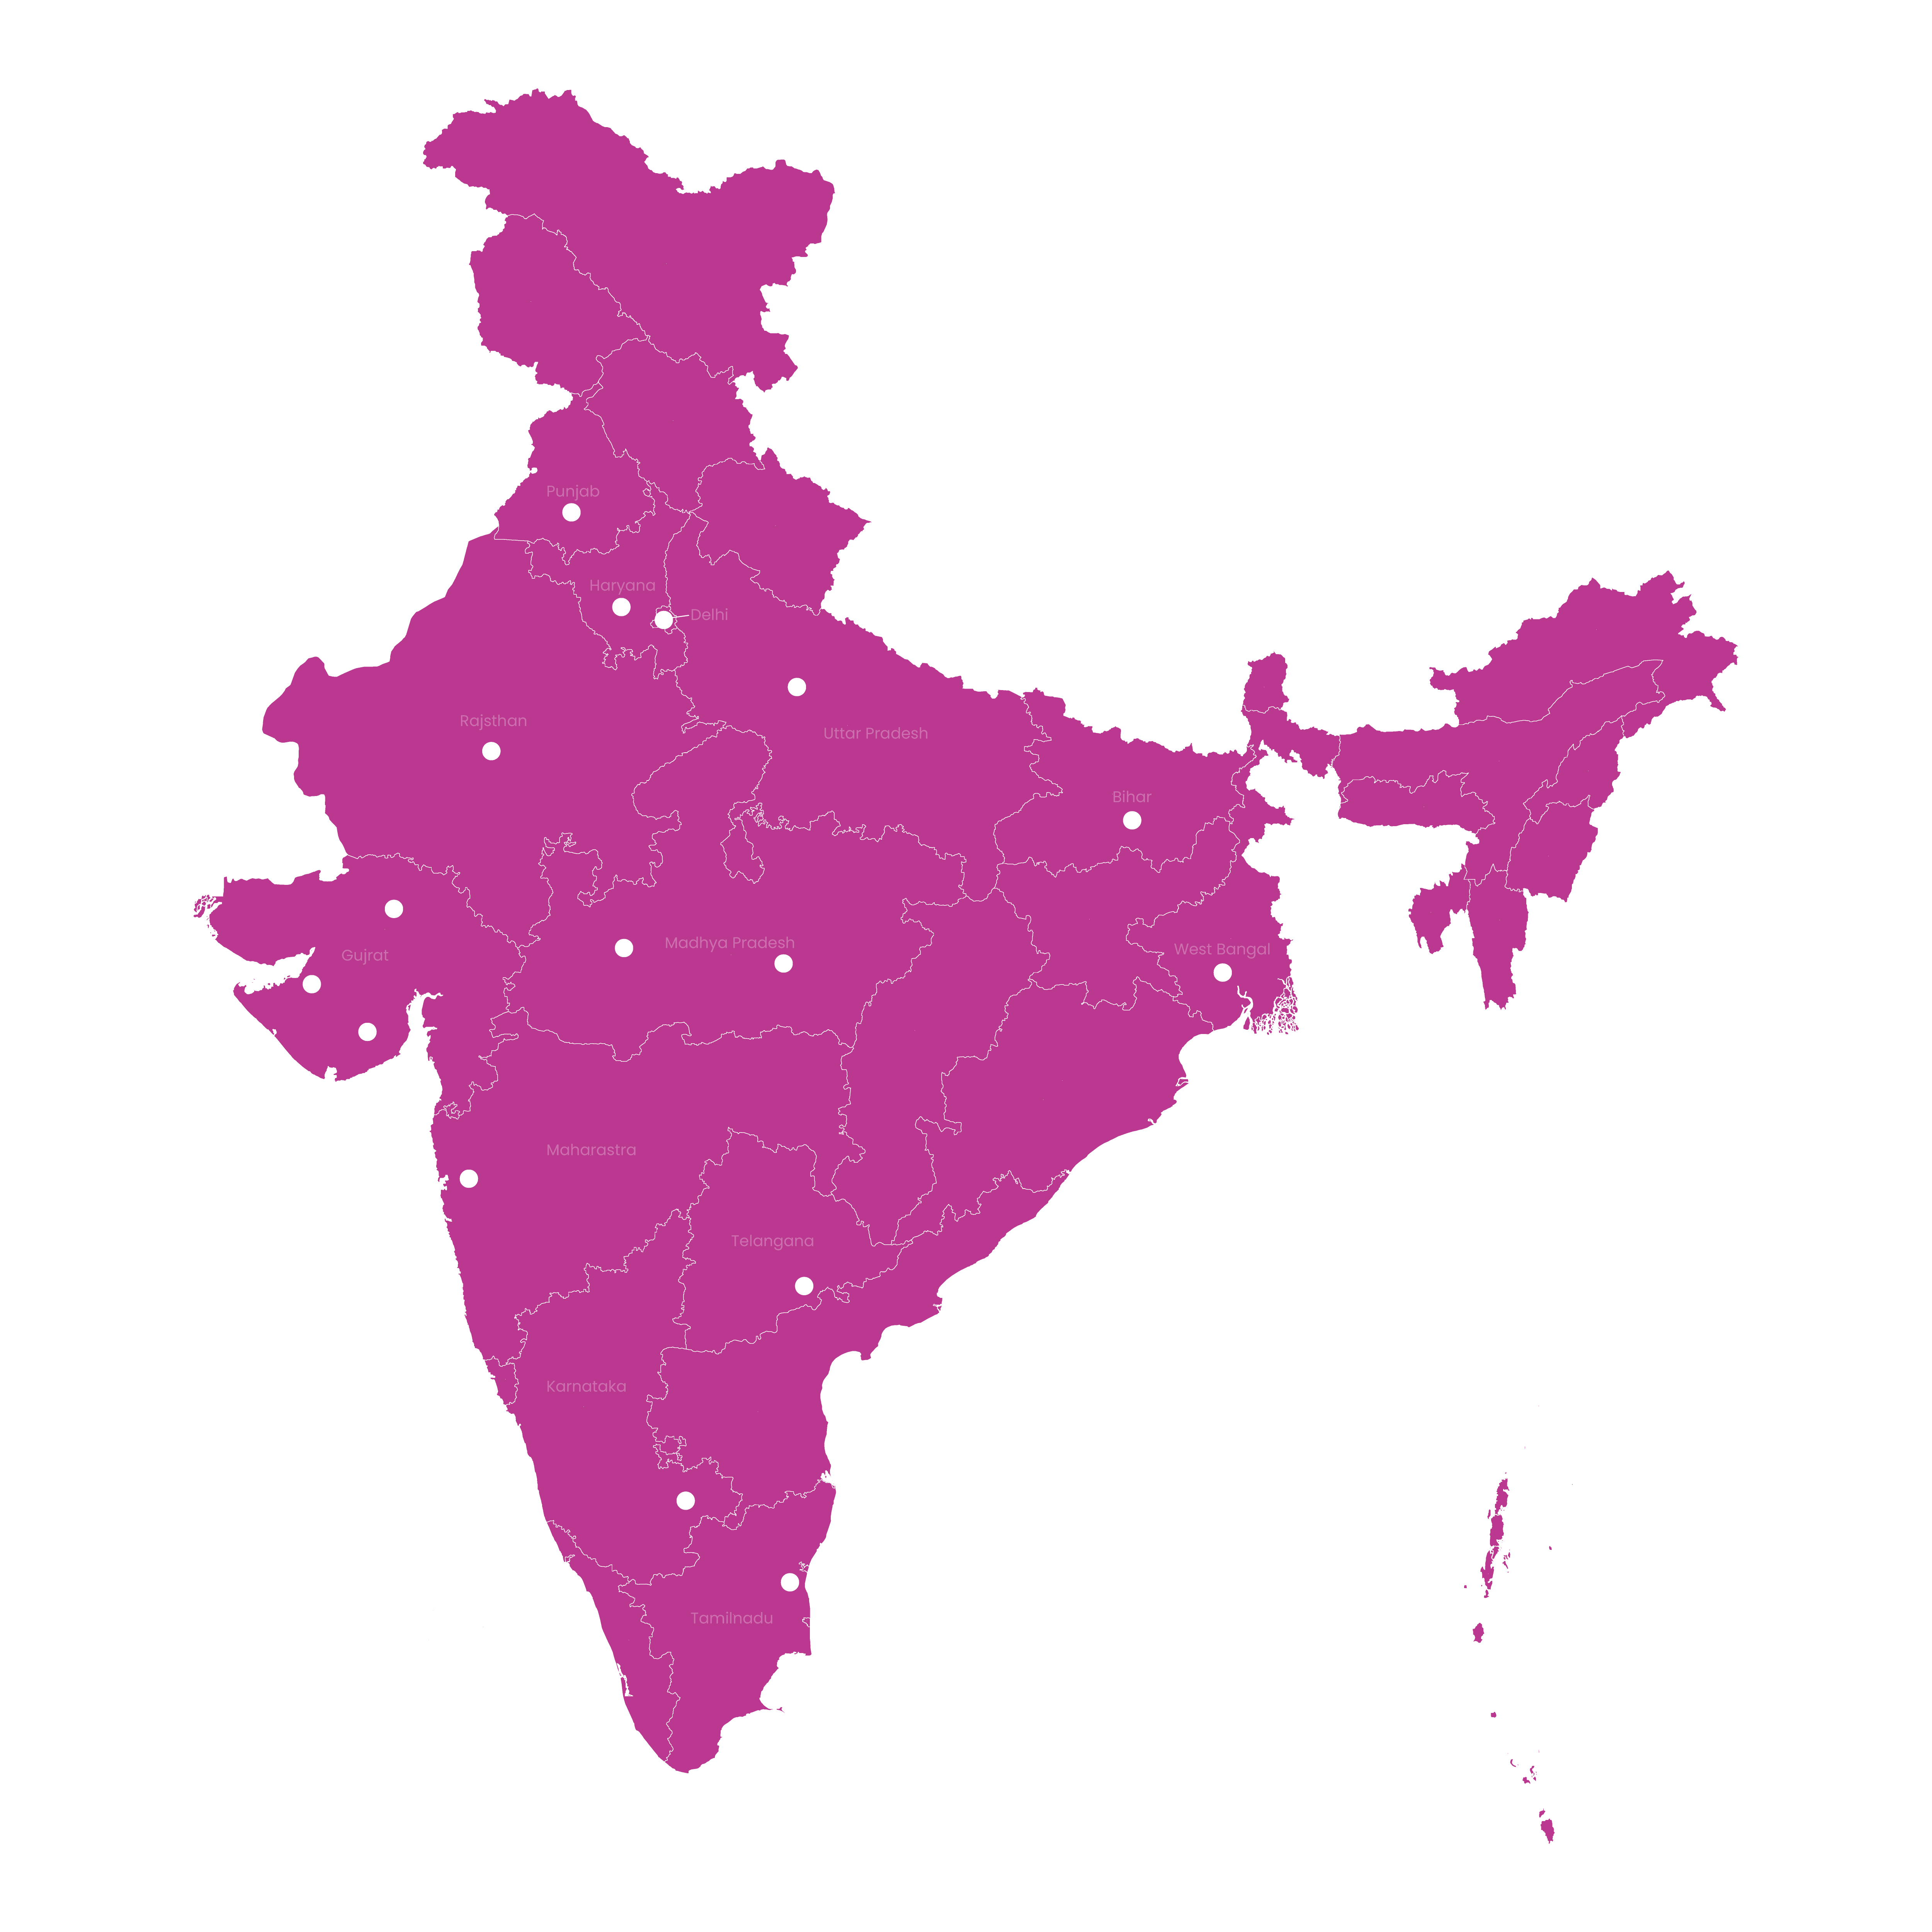 Punjab
Haryana
Delhi
Rajsthan
Uttar Pradesh
Bihar
Madhya Pradesh
West Bangal
Gujrat
Maharastra
Telangana
Karnataka
Tamilnadu